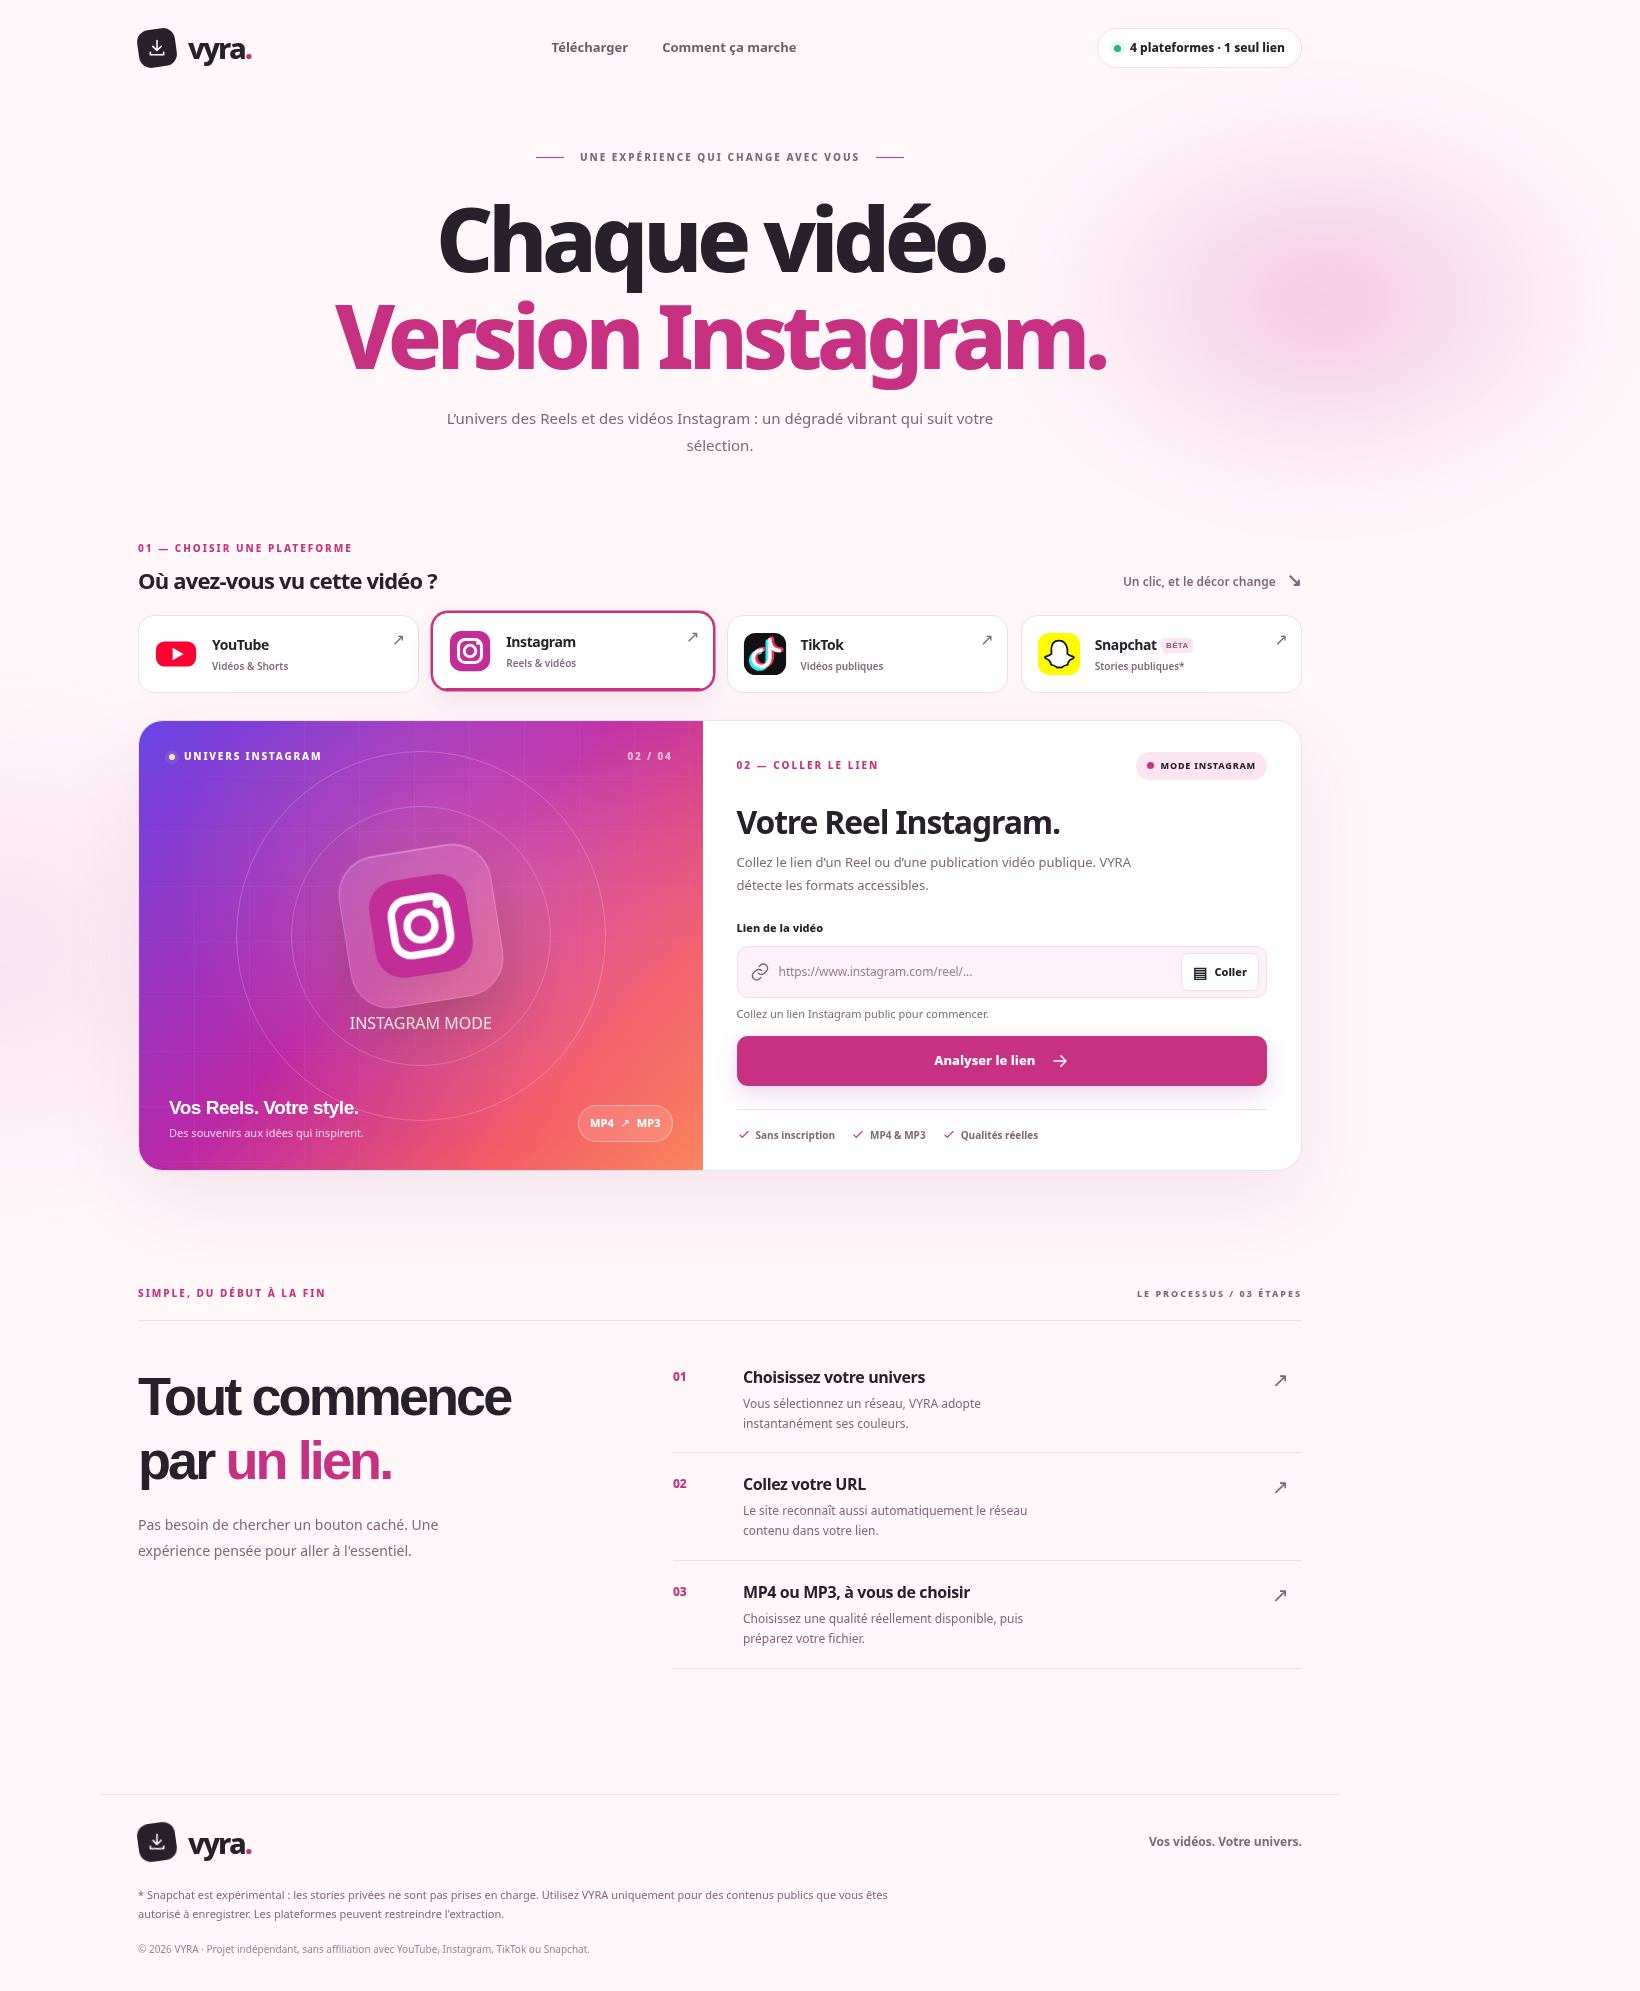 vyra.
Télécharger
Comment ça marche
4 plateformes · 1 seul lien
UNE EXPÉRIENCE QUI CHANGE AVEC VOUS
Chaque vidéo.
Version Instagram.
L’univers des Reels et des vidéos Instagram : un dégradé vibrant qui suit votre
sélection.
01 — CHOISIR UNE PLATEFORME
Où avez-vous vu cette vidéo ?
Un clic, et le décor change ↘
YouTube ↗
Vidéos & Shorts
Instagram ↗
Reels & vidéos
TikTok ↗
Vidéos publiques
Snapchat BÊTA ↗
Stories publiques*
UNIVERS INSTAGRAM
02 / 04
INSTAGRAM MODE
Vos Reels. Votre style.
Des souvenirs aux idées qui inspirent.
MP4 ↗ MP3
02 — COLLER LE LIEN
MODE INSTAGRAM
Votre Reel Instagram.
Collez le lien d’un Reel ou d’une publication vidéo publique. VYRA
détecte les formats accessibles.
Lien de la vidéo
https://www.instagram.com/reel/...
▤ Coller
Collez un lien Instagram public pour commencer.
Analyser le lien →
✓ Sans inscription
✓ MP4 & MP3
✓ Qualités réelles
SIMPLE, DU DÉBUT À LA FIN
LE PROCESSUS / 03 ÉTAPES
Tout commence
par un lien.
Pas besoin de chercher un bouton caché. Une
expérience pensée pour aller à l'essentiel.
01
Choisissez votre univers ↗
Vous sélectionnez un réseau, VYRA adopte
instantanément ses couleurs.
02
Collez votre URL ↗
Le site reconnaît aussi automatiquement le réseau
contenu dans votre lien.
03
MP4 ou MP3, à vous de choisir ↗
Choisissez une qualité réellement disponible, puis
préparez votre fichier.
vyra.
Vos vidéos. Votre univers.
* Snapchat est expérimental : les stories privées ne sont pas prises en charge. Utilisez VYRA uniquement pour des contenus publics que vous êtes
autorisé à enregistrer. Les plateformes peuvent restreindre l'extraction.
© 2026 VYRA · Projet indépendant, sans affiliation avec YouTube, Instagram, TikTok ou Snapchat.